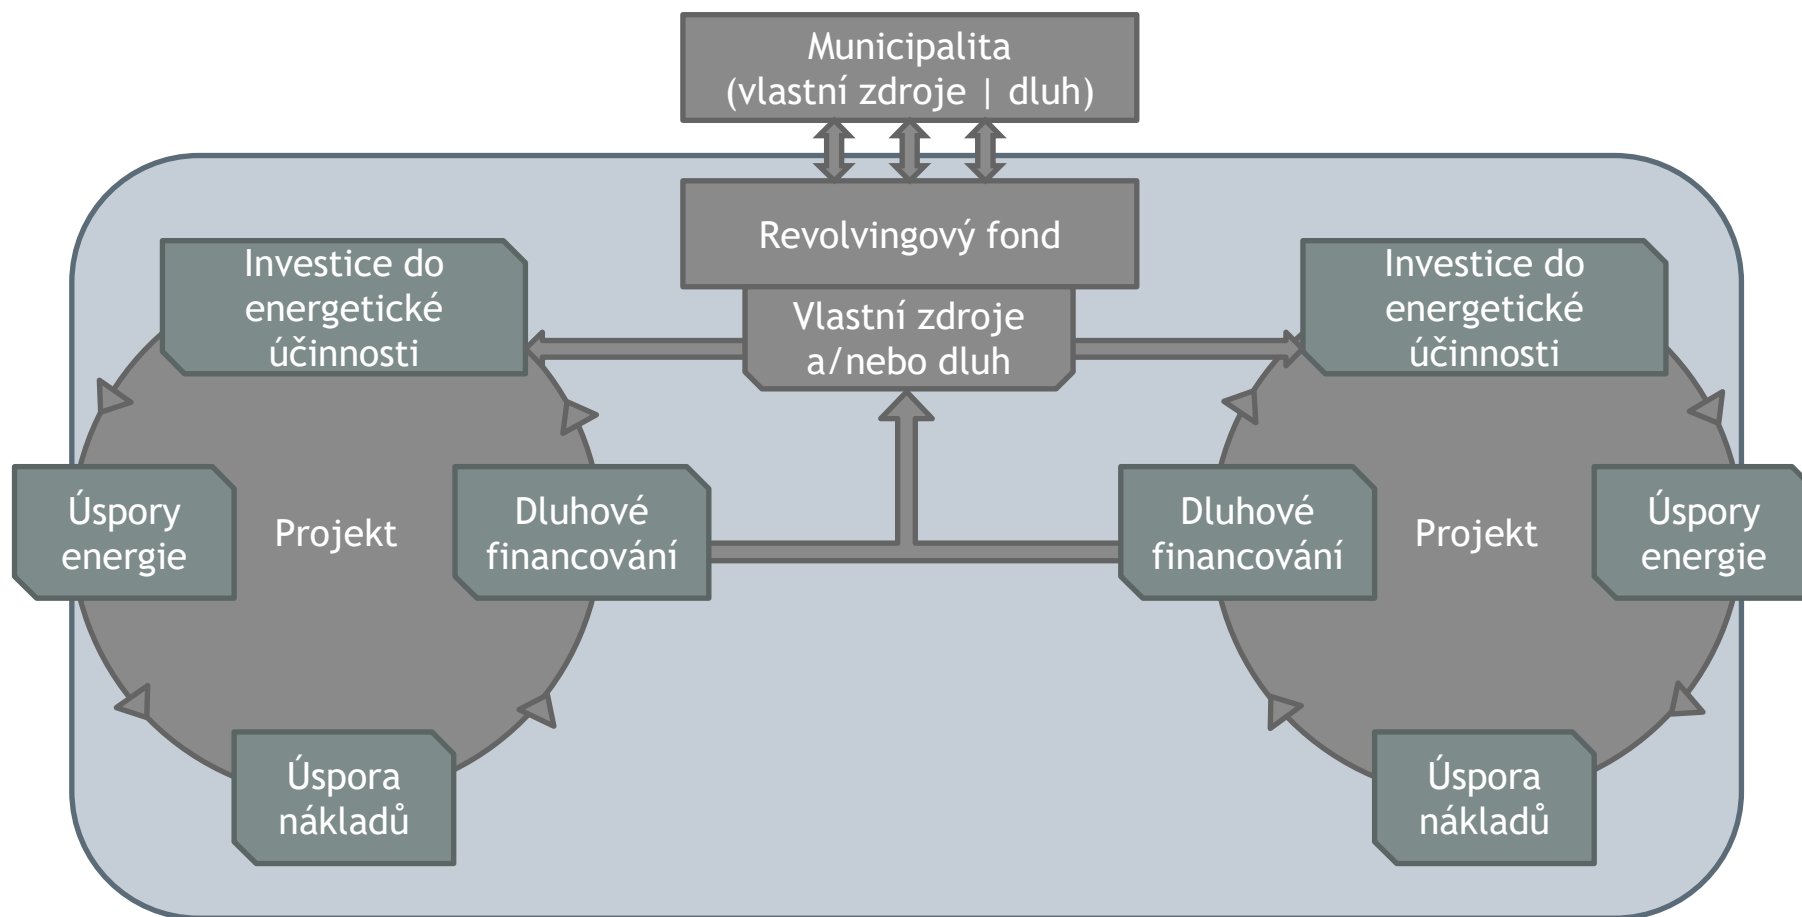 Municipalita
(vlastní zdroje | dluh)
Revolvingový fond
Vlastní zdroje
a/nebo dluh
Investice do
energetické
účinnosti
Úspory
energie
Projekt
Dluhové
financování
Úspora
nákladů
Investice do
energetické
účinnosti
Dluhové
financování
Projekt
Úspory
energie
Úspora
nákladů